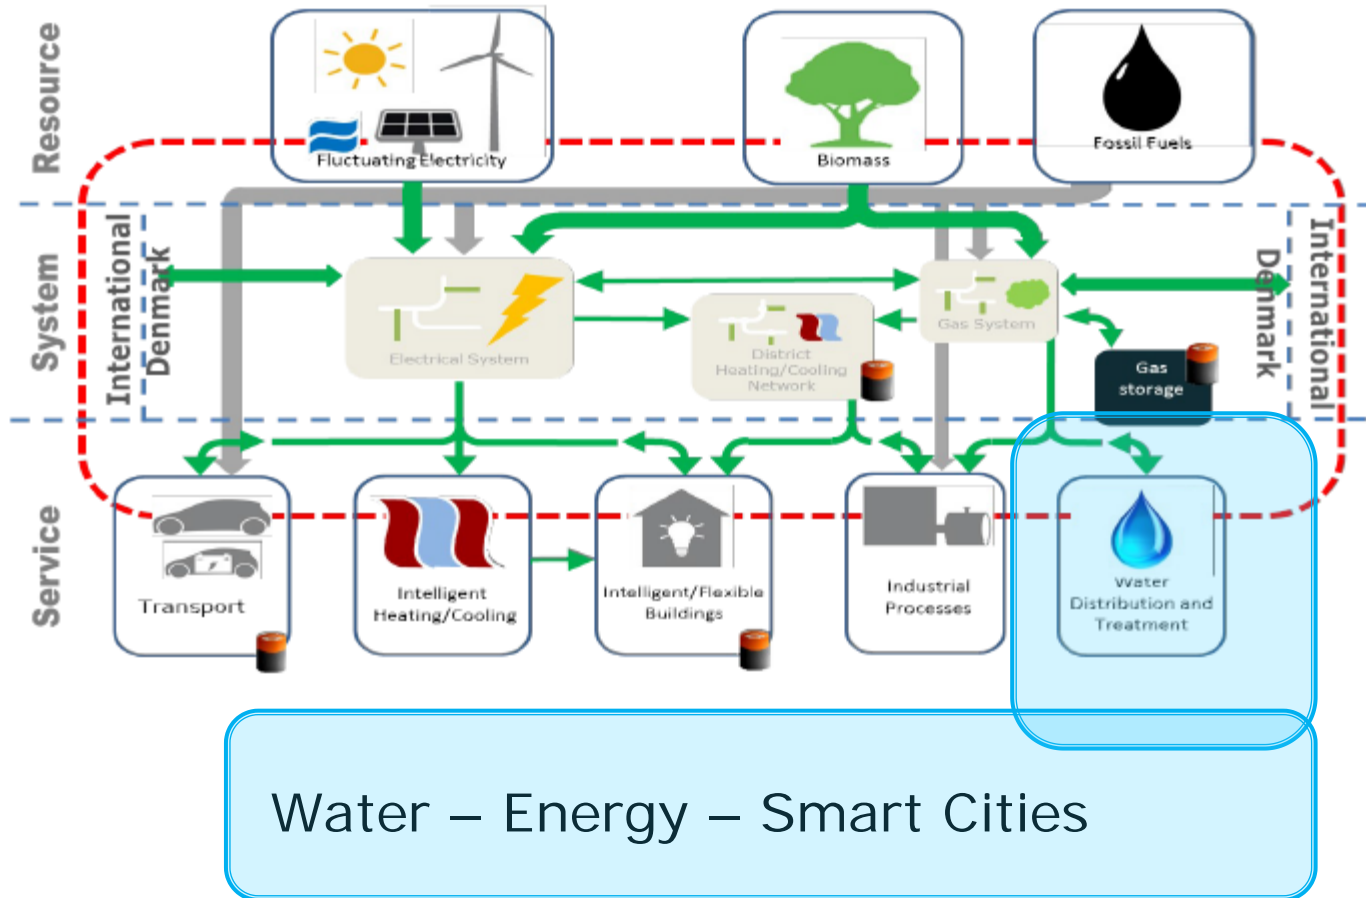 Resource
Fluctuating Electricity
Biomass
Fossil Fuels
System
International
Denmark
Electrical System
District
Heating/Cooling
Network
Gas System
Gas
storage
Denmark
International
Service
Transport
Intelligent
Heating/Cooling
Intelligent/Flexible
Buildings
Industrial
Processes
Water
Distribution and
Treatment
Water – Energy – Smart Cities